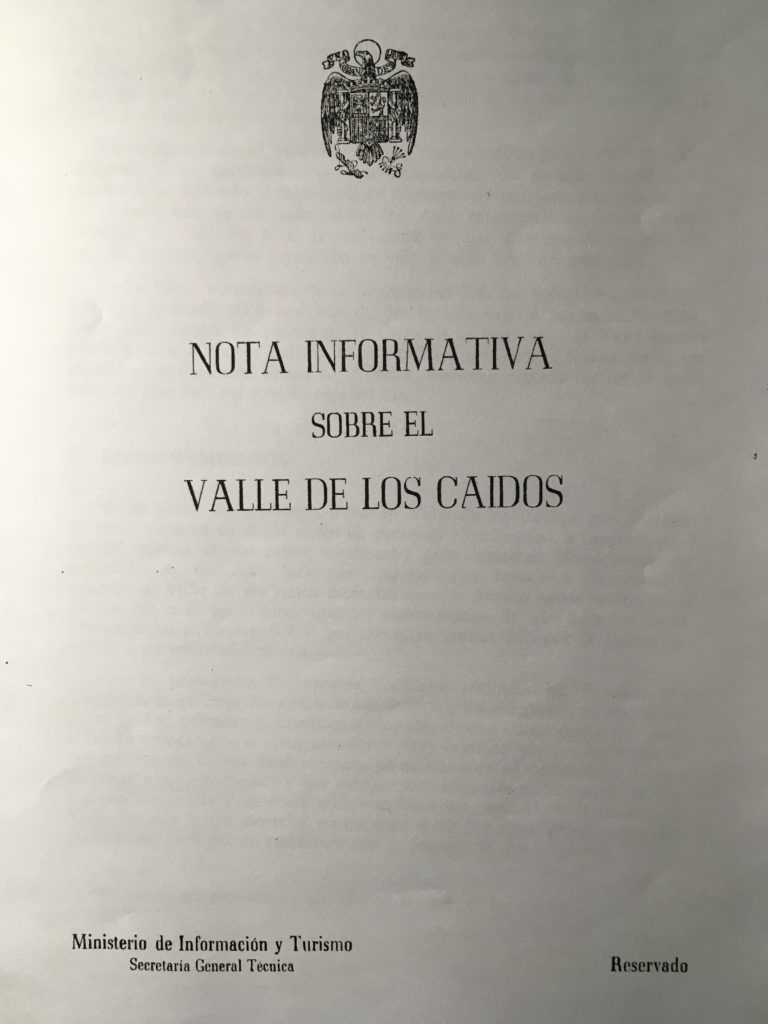 NOTA INFORMATIVA
SOBRE EL
VALLE DE LOS CAIDOS
Ministerio de Información y Turismo
Secretaría General Técnica
Reservado